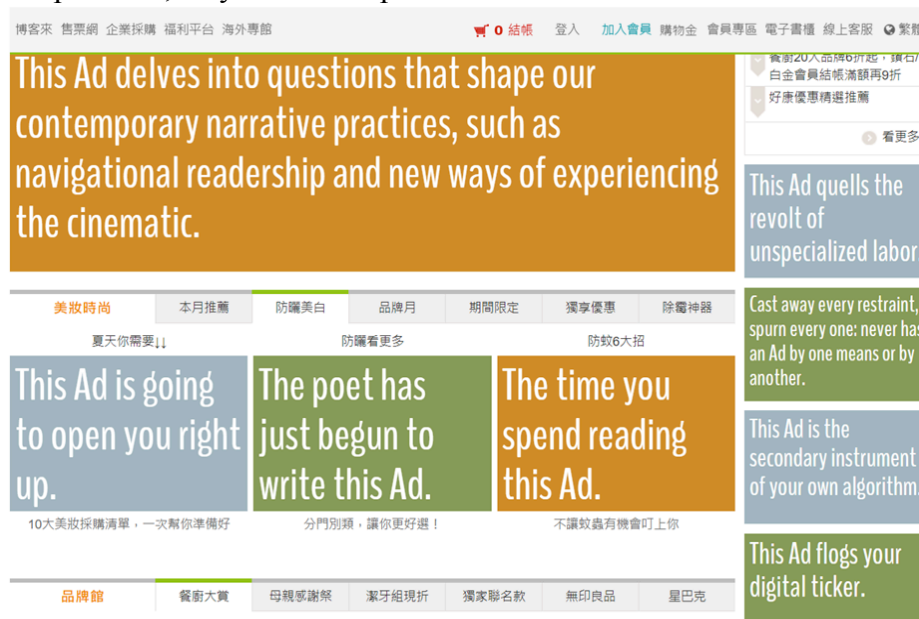 博客來 售票網 企業採購 福利平台 海外專館
0 結帳 登入 加入會員 購物金 會員專區 電子書櫃 線上客服
This Ad delves into questions that shape our
contemporary narrative practices, such as
navigational readership and new ways of experiencing
the cinematic.
餐廚20大品牌6折起，鑽石/
白金會員結帳滿額再9折
好康優惠精選推薦
看更多
This Ad quells the
revolt of
unspecialized labor.
Cast away every restraint,
spurn every one: never has
an Ad by one means or by
another.
This Ad is the
secondary instrument
of your own algorithm.
This Ad flogs your
digital ticker.
美妝時尚 本月推薦 防曬美白 品牌月 期間限定 獨享優惠 除霉神器
夏天你需要↓↓ 防曬看更多 防蚊6大招
This Ad is going
to open you right
up.
The poet has
just begun to
write this Ad.
The time you
spend reading
this Ad.
10大美妝採購清單，一次幫你準備好 分門別類，讓你更好選！ 不讓蚊蟲有機會叮上你
品牌館 餐廚大賞 母親感謝祭 潔牙組現折 獨家聯名款 無印良品 星巴克